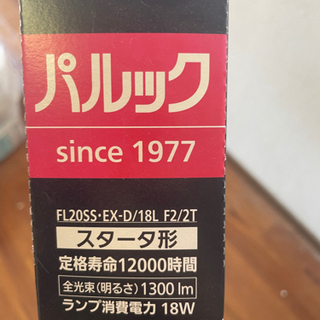 パルック
since 1977
FL20SS・EX-D/18L F2/2T
スタータ形
定格寿命12000時間
全光束(明るさ) 1300 lm
ランプ消費電力 18W